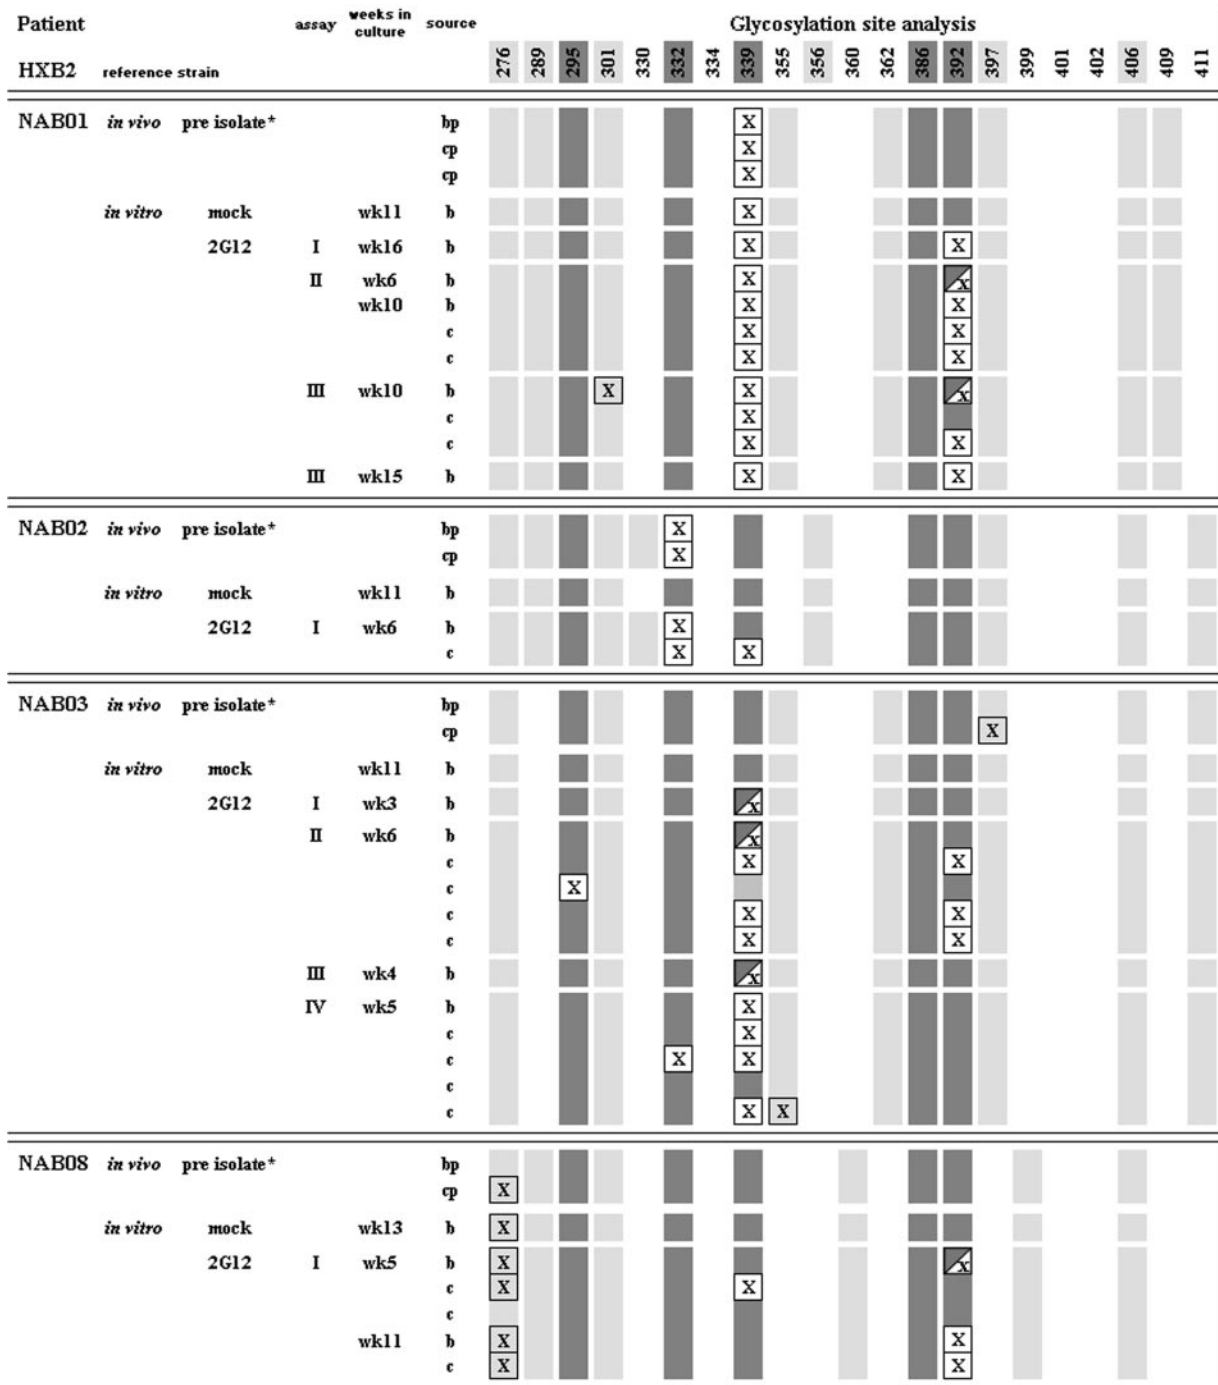 Patient assay weeks in culture source Glycosylation site analysis
HXB2 reference strain 276 289 295 301 330 332 334 339 355 356 360 362 386 392 397 399 401 402 406 409 411
NAB01 in vivo pre isolate* bp X
cp X
cp X
in vitro mock wk11 b X
2G12 I wk16 b X X
II wk6 b X x
wk10 b X X
c X X
c X X
III wk10 b X X x
c X
c X X
III wk15 b X X
NAB02 in vivo pre isolate* bp X
cp X
in vitro mock wk11 b
2G12 I wk6 b X
c X X
NAB03 in vivo pre isolate* bp
cp X
in vitro mock wk11 b
2G12 I wk3 b x
II wk6 b x
c X X
c X
c X X
c X X
III wk4 b x
IV wk5 b X
c X
c X X
c
c X X
NAB08 in vivo pre isolate* bp
cp X
in vitro mock wk13 b X
2G12 I wk5 b X x
c X X
c
wk11 b X X
c X X